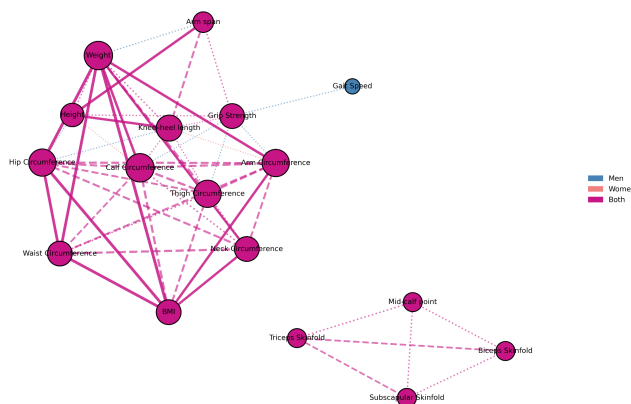 Arm span
Weight
Gait Speed
Height
Grip Strength
Knee-heel length
Hip Circumference
Calf Circumference
Arm Circumference
Thigh Circumference
Men
Women
Both
Waist Circumference
Neck Circumference
BMI
Mid-calf point
Triceps Skinfold
Biceps Skinfold
Subscapular Skinfold